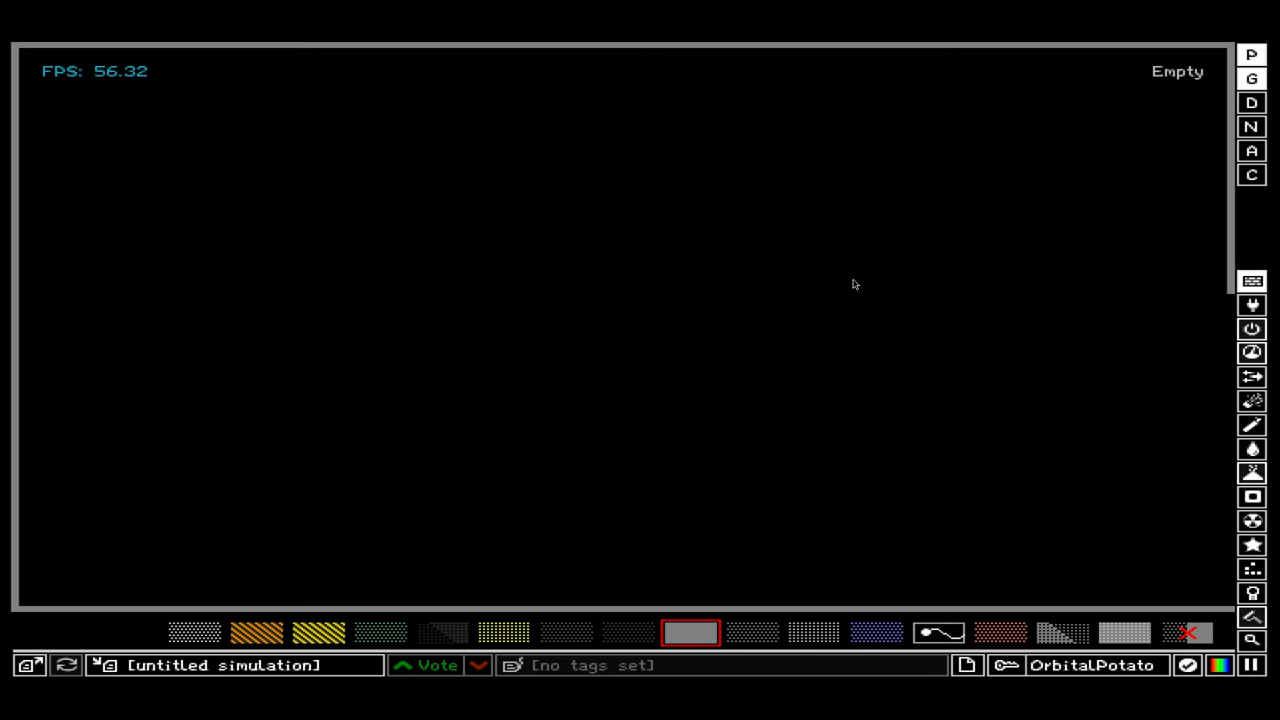 FPS: 56.32
Empty
P
G
D
N
A
C
[untitled simulation]
Vote
[no tags set]
OrbitalPotato